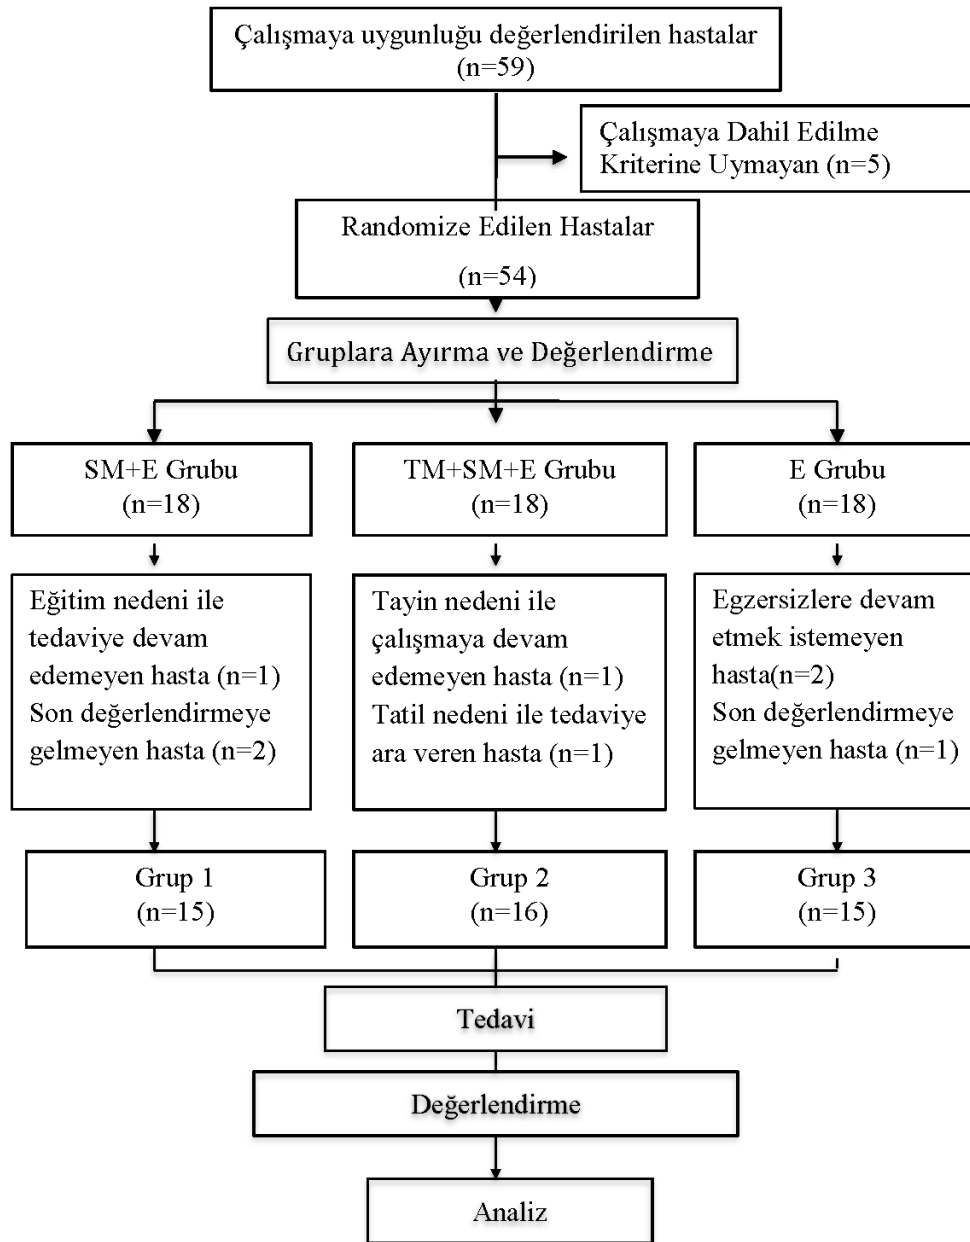 Çalışmaya uygunluğu değerlendirilen hastalar
(n=59)
Çalışmaya Dahil Edilme
Kriterine Uymayan (n=5)
Randomize Edilen Hastalar
(n=54)
Gruplara Ayırma ve Değerlendirme
SM+E Grubu
(n=18)
TM+SM+E Grubu
(n=18)
E Grubu
(n=18)
Eğitim nedeni ile
tedaviye devam
edemeyen hasta (n=1)
Son değerlendirmeye
gelmeyen hasta (n=2)
Tayin nedeni ile
çalışmaya devam
edemeyen hasta (n=1)
Tatil nedeni ile tedaviye
ara veren hasta (n=1)
Egzersizlere devam
etmek istemeyen
hasta(n=2)
Son değerlendirmeye
gelmeyen hasta (n=1)
Grup 1
(n=15)
Grup 2
(n=16)
Grup 3
(n=15)
Tedavi
Değerlendirme
Analiz